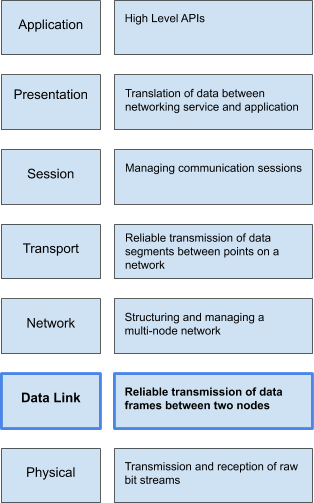 Application
High Level APIs
Presentation
Translation of data between
networking service and application
Session
Managing communication sessions
Transport
Reliable transmission of data
segments between points on a
network
Network
Structuring and managing a
multi-node network
Data Link
Reliable transmission of data
frames between two nodes
Physical
Transmission and reception of raw
bit streams